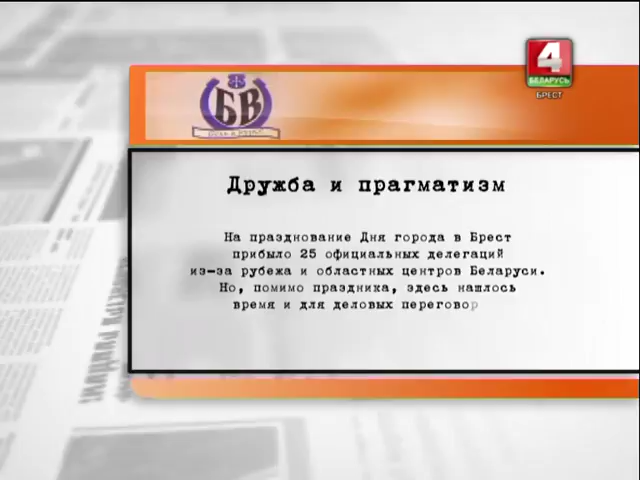 4
БЕЛАРУСЬ
БРЕСТ
БВ
Дружба и прагматизм
На празднование Дня города в Брест
прибыло 25 официальных делегаций
из-за рубежа и областных центров Беларуси.
Но, помимо праздника, здесь нашлось
время и для деловых переговор